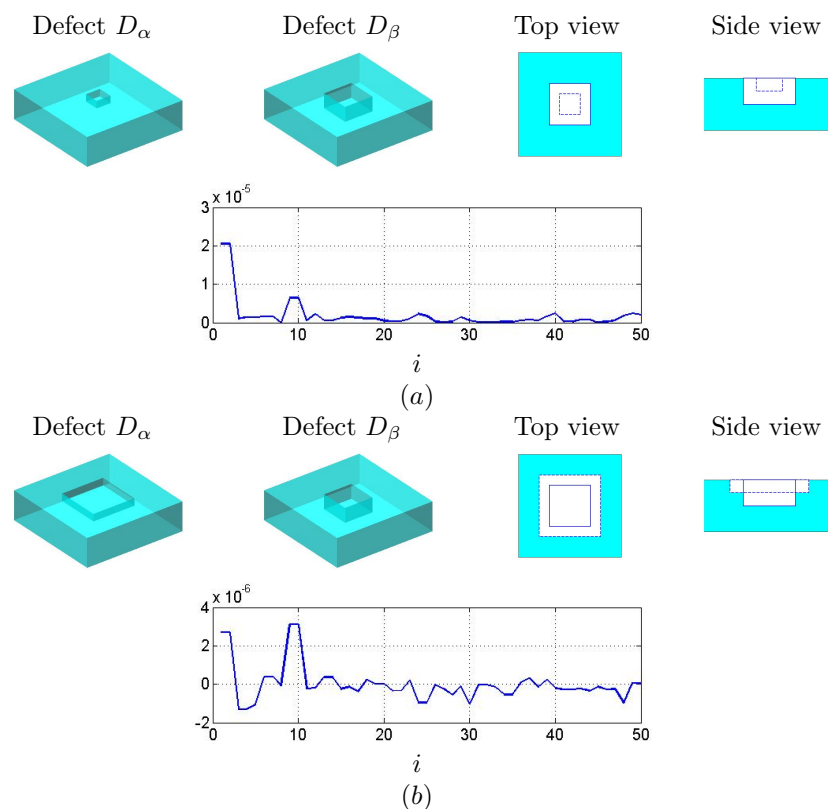 Defect Dα Defect Dβ Top view Side view
x 10⁻⁵
3
2
1
0
0 10 20 30 40 50
i
(a)
Defect Dα Defect Dβ Top view Side view
x 10⁻⁶
4
2
0
-2
0 10 20 30 40 50
i
(b)